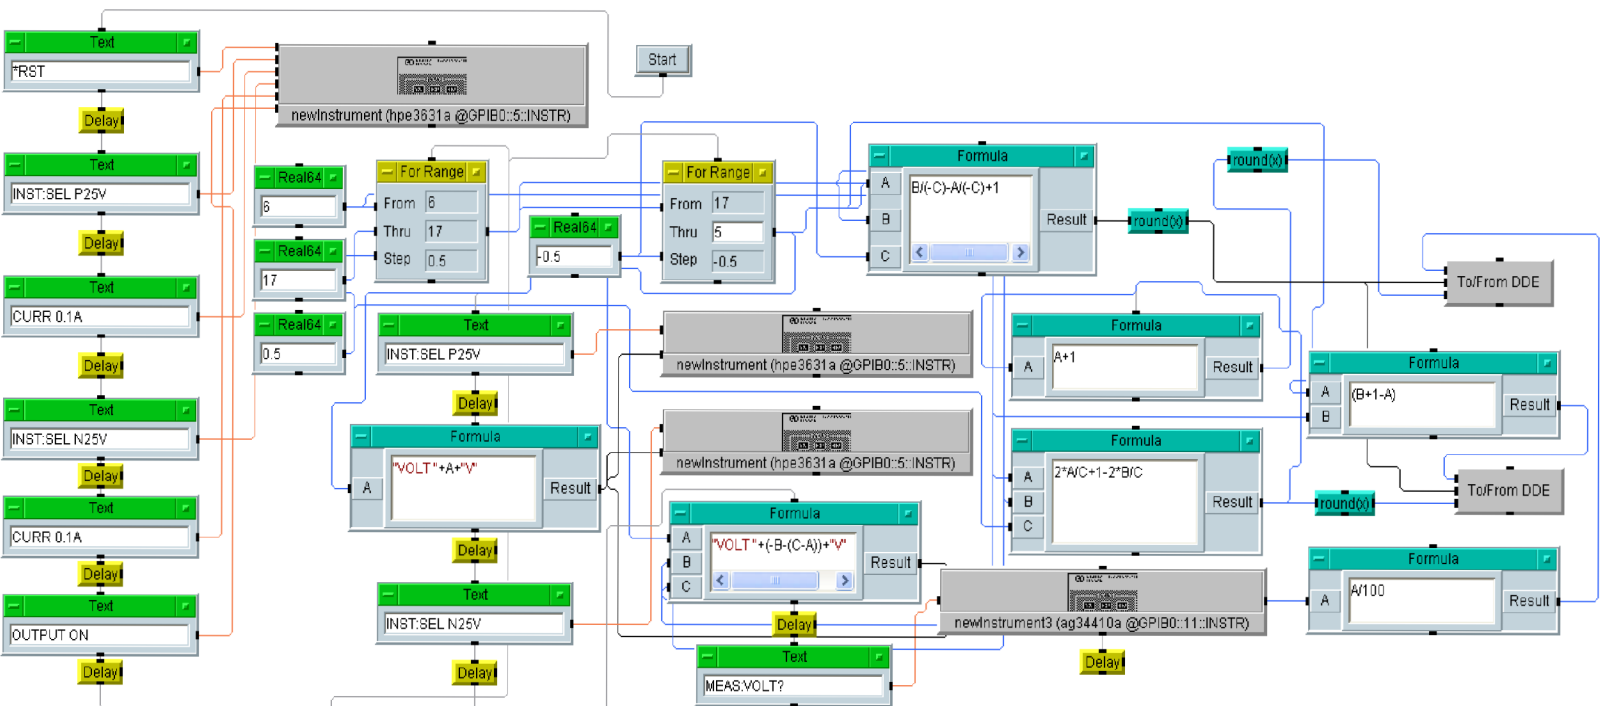 Text
*RST
Delay
Text
INST:SEL P25V
Delay
Text
CURR 0.1A
Delay
Text
INST:SEL N25V
Delay
Text
CURR 0.1A
Delay
Text
OUTPUT ON
Delay
newInstrument (hpe3631a @GPIB0::5::INSTR)
Start
Real64
6
Real64
17
Real64
0.5
For Range
From 6
Thru 17
Step 0.5
Real64
-0.5
For Range
From 17
Thru 5
Step -0.5
Formula
A
B
C
B/(-C)-A/(-C)+1
Result
round(x)
round(x)
To/From DDE
Text
INST:SEL P25V
Delay
Formula
A
"VOLT "+A+"V"
Result
Delay
Text
INST:SEL N25V
Delay
newInstrument (hpe3631a @GPIB0::5::INSTR)
newInstrument (hpe3631a @GPIB0::5::INSTR)
Formula
A
B
C
"VOLT "+(-B-(C-A))+"V"
Result
Delay
Text
MEAS:VOLT?
newInstrument3 (ag34410a @GPIB0::11::INSTR)
Delay
Formula
A
A+1
Result
Formula
A
B
C
2*A/C+1-2*B/C
Result
round(x)
Formula
A
B
(B+1-A)
Result
To/From DDE
Formula
A
A/100
Result